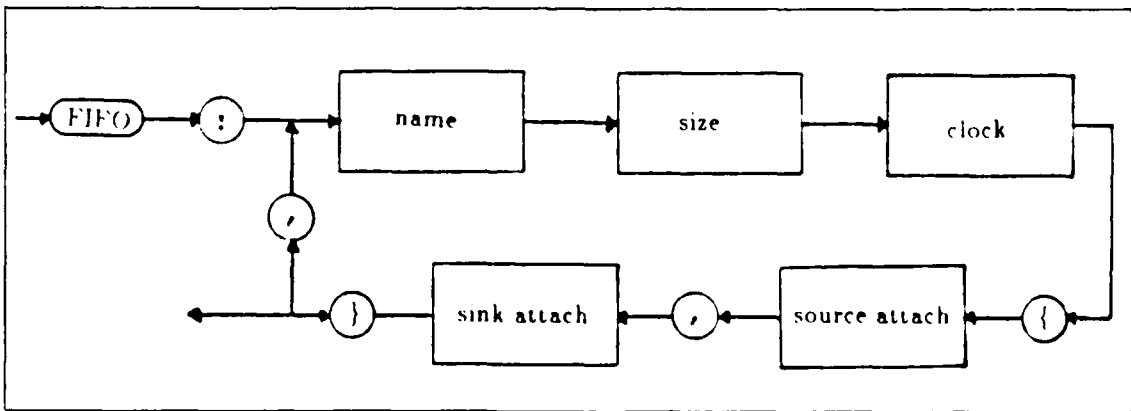 FIFO : name size clock
,
} sink attach , source attach {